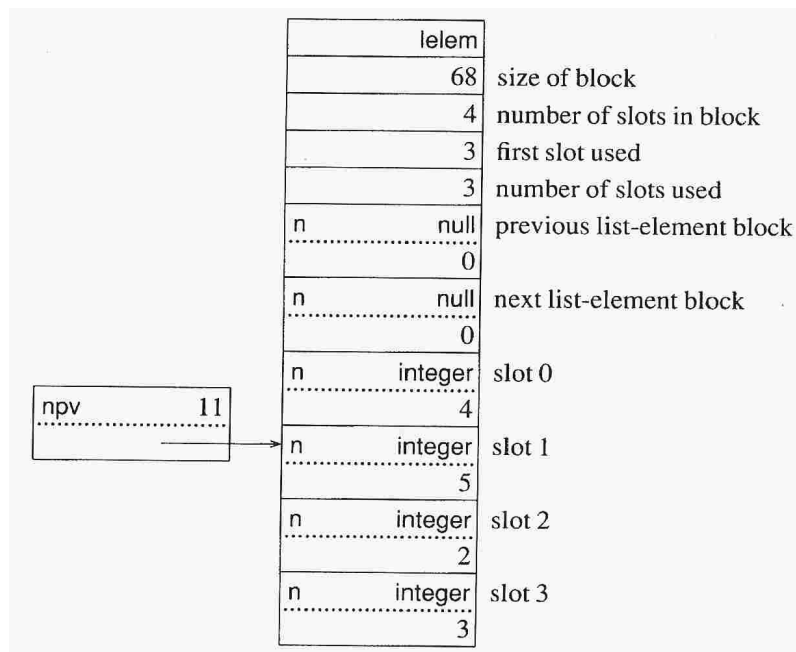 lelem
68 size of block
4 number of slots in block
3 first slot used
3 number of slots used
n null previous list-element block
0
n null next list-element block
0
n integer slot 0
4
npv 11
n integer slot 1
5
n integer slot 2
2
n integer slot 3
3